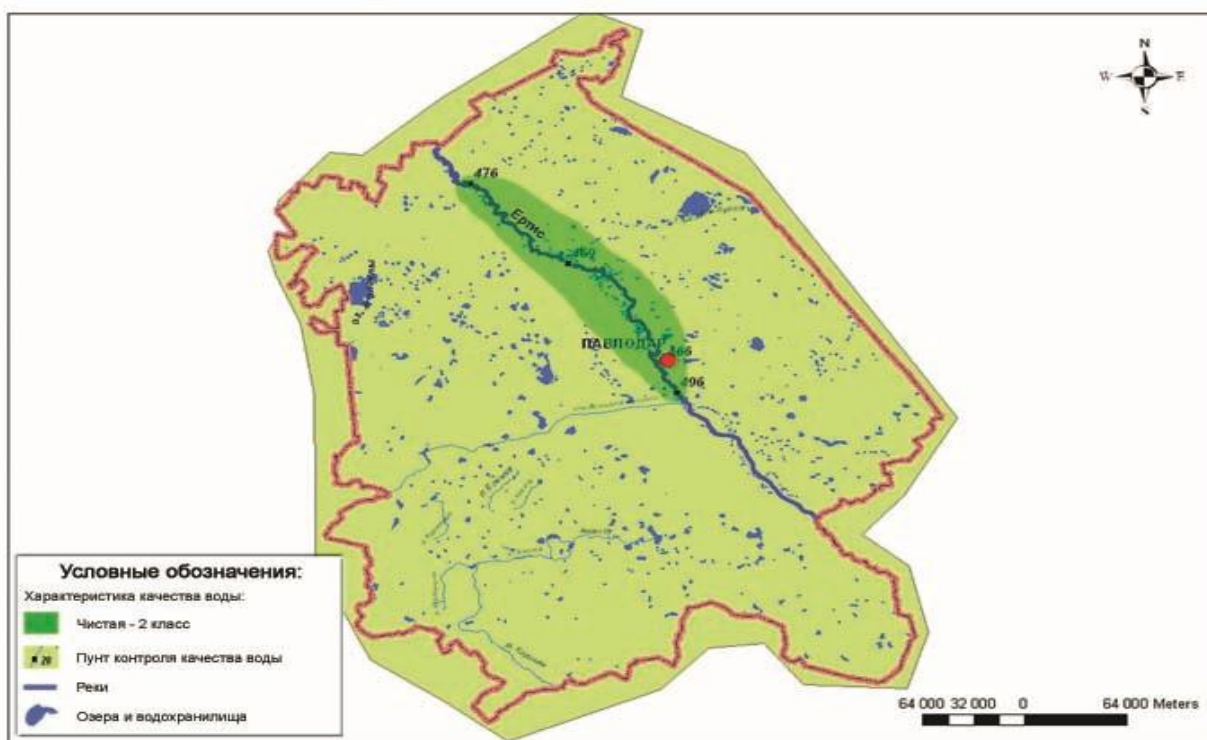 N
W E
S
476
Ертис
ПАВЛОДАР
496
Условные обозначения:
Характеристика качества воды:
Чистая - 2 класс
20
Пунт контроля качества воды
Реки
Озера и водохранилища
64 000 32 000 0 64 000 Meters